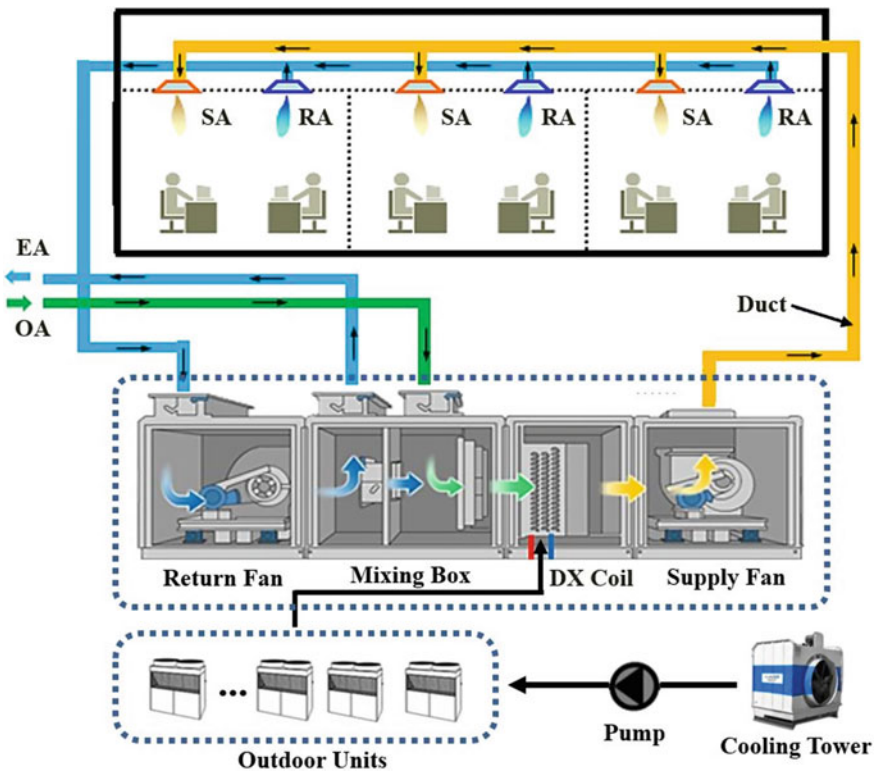 SA
RA
SA
RA
SA
RA
EA
OA
Duct
Return Fan
Mixing Box
DX Coil
Supply Fan
Outdoor Units
Pump
Cooling Tower